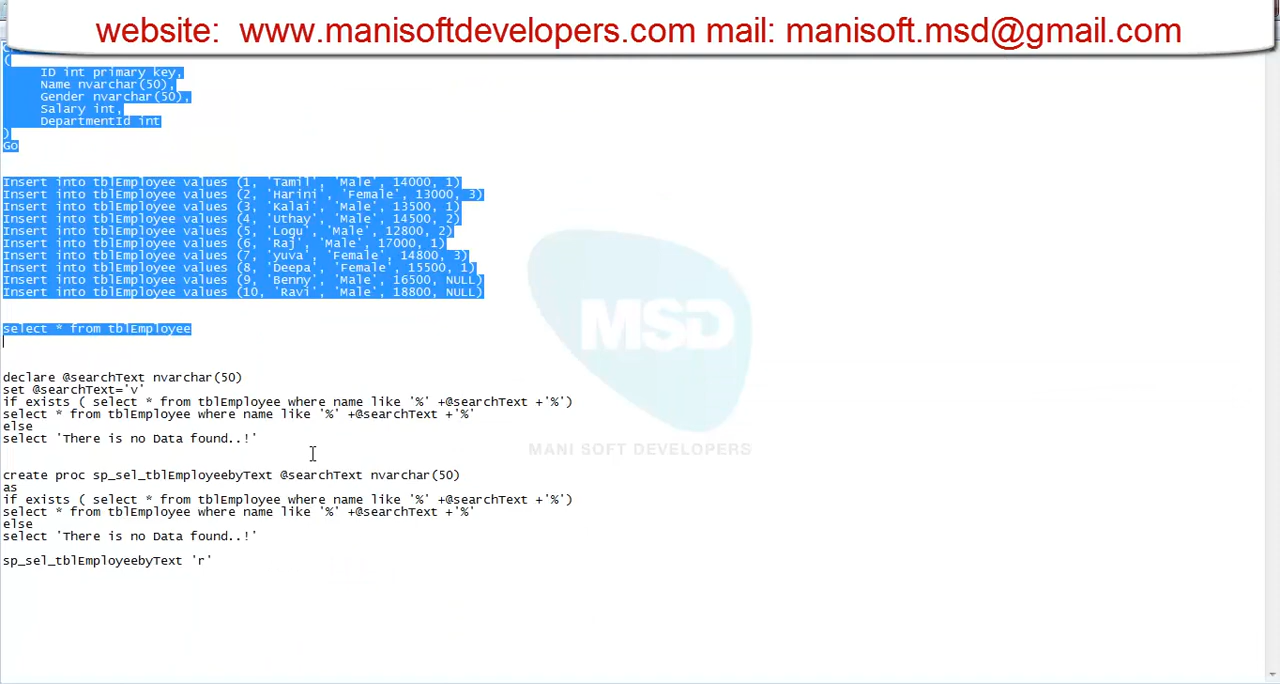 website:  www.manisoftdevelopers.com mail: manisoft.msd@gmail.com
(
ID int primary key,
Name nvarchar(50),
Gender nvarchar(50),
Salary int,
DepartmentId int
)
Go
Insert into tblEmployee values (1, 'Tamil', 'Male', 14000, 1)
Insert into tblEmployee values (2, 'Harini', 'Female', 13000, 3)
Insert into tblEmployee values (3, 'Kalai', 'Male', 13500, 1)
Insert into tblEmployee values (4, 'Uthay', 'Male', 14500, 2)
Insert into tblEmployee values (5, 'Logu', 'Male', 12800, 2)
Insert into tblEmployee values (6, 'Raj', 'Male', 17000, 1)
Insert into tblEmployee values (7, 'yuva', 'Female', 14800, 3)
Insert into tblEmployee values (8, 'Deepa', 'Female', 15500, 1)
Insert into tblEmployee values (9, 'Benny', 'Male', 16500, NULL)
Insert into tblEmployee values (10, 'Ravi', 'Male', 18800, NULL)
select * from tblEmployee
declare @searchText nvarchar(50)
set @searchText='v'
if exists ( select * from tblEmployee where name like '%' +@searchText +'%')
select * from tblEmployee where name like '%' +@searchText +'%'
else
select 'There is no Data found..!'
create proc sp_sel_tblEmployeebyText @searchText nvarchar(50)
as
if exists ( select * from tblEmployee where name like '%' +@searchText +'%')
select * from tblEmployee where name like '%' +@searchText +'%'
else
select 'There is no Data found..!'
sp_sel_tblEmployeebyText 'r'
MSD
MANI SOFT DEVELOPERS